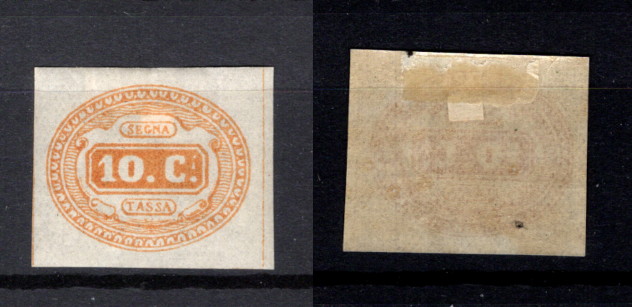 SEGNA
10. C.
TASSA